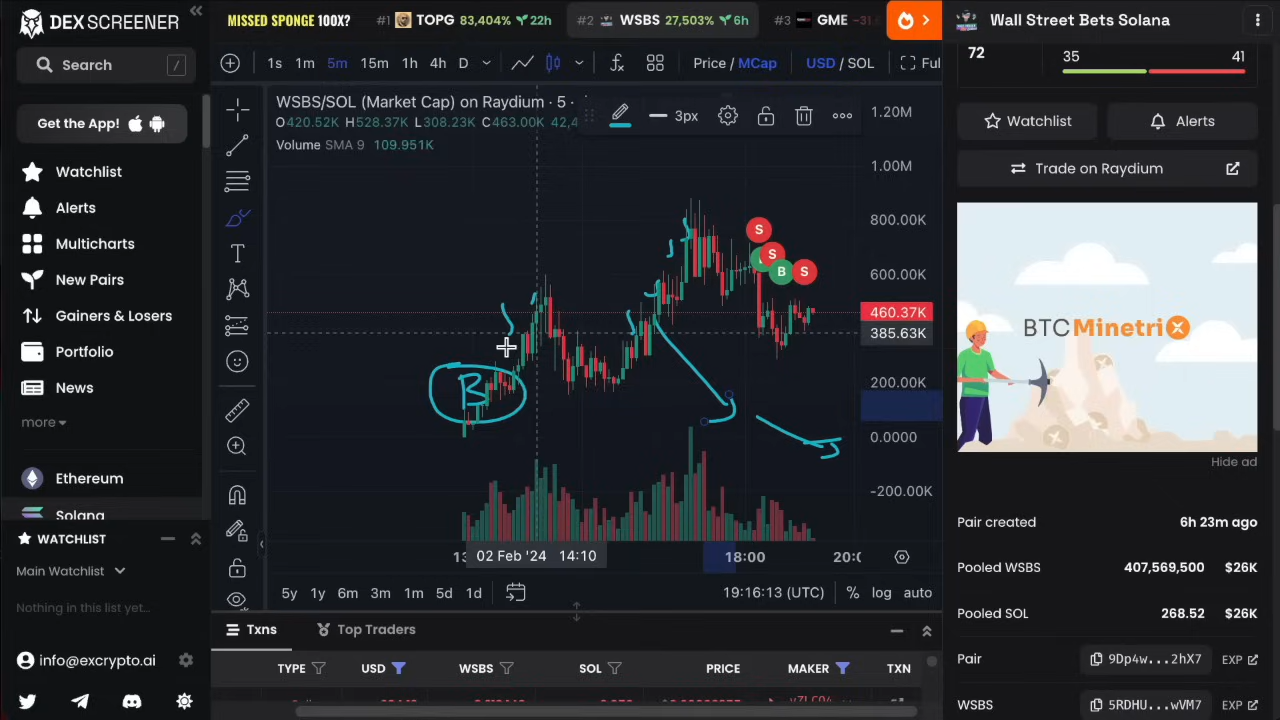 DEX SCREENER
MISSED SPONGE 100X?
#1 TOPG 83,404% 22h
#2 WSBS 27,503% 6h
#3 GME
Wall Street Bets Solana
Search /
Get the App!
Watchlist
Alerts
Multicharts
New Pairs
Gainers & Losers
Portfolio
News
more
Ethereum
Solana
WATCHLIST
Main Watchlist
Nothing in this list yet...
info@excrypto.ai
1s 1m 5m 15m 1h 4h D
Price / MCap
USD / SOL
Ful
WSBS/SOL (Market Cap) on Raydium · 5 ·
3px
O420.52K H528.37K L308.23K C463.00K 42,4
Volume SMA 9 109.951K
1.20M
1.00M
800.00K
600.00K
460.37K
385.63K
200.00K
0.0000
-200.00K
S
S
B
S
B
02 Feb '24 14:10
18:00
20:0
5y 1y 6m 3m 1m 5d 1d
19:16:13 (UTC) % log auto
Txns
Top Traders
TYPE USD WSBS SOL PRICE MAKER TXN
72
35
41
Watchlist
Alerts
Trade on Raydium
BTCMinetrix
Hide ad
Pair created 6h 23m ago
Pooled WSBS 407,569,500 $26K
Pooled SOL 268.52 $26K
Pair 9Dp4w...2hX7 EXP
WSBS 5RDHU...wVM7 EXP